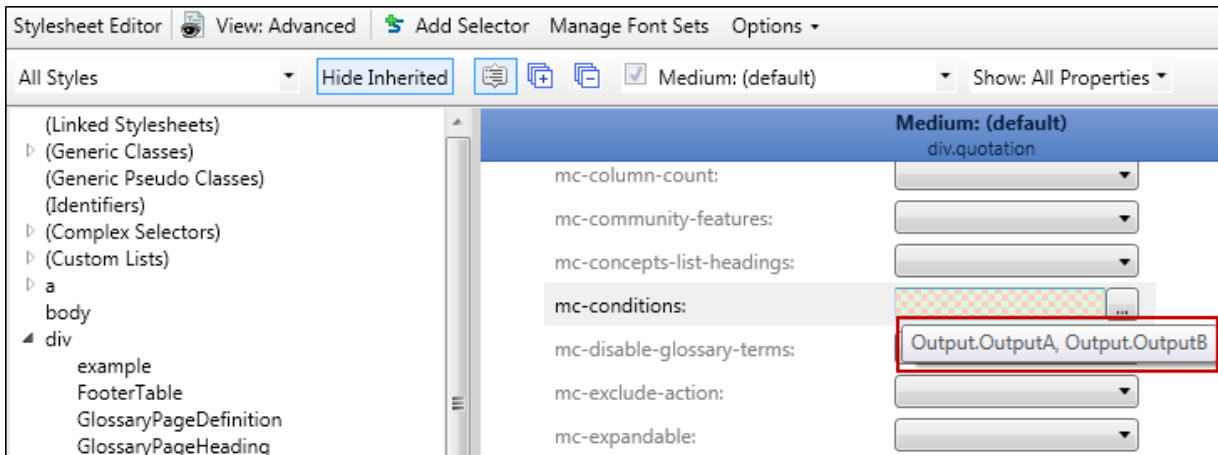 Stylesheet Editor View: Advanced Add Selector Manage Font Sets Options
All Styles Hide Inherited Medium: (default) Show: All Properties
(Linked Stylesheets)
(Generic Classes)
(Generic Pseudo Classes)
(Identifiers)
(Complex Selectors)
(Custom Lists)
a
body
div
example
FooterTable
GlossaryPageDefinition
GlossaryPageHeading
Medium: (default)
div.quotation
mc-column-count:
mc-community-features:
mc-concepts-list-headings:
mc-conditions: ...
Output.OutputA, Output.OutputB
mc-disable-glossary-terms:
mc-exclude-action:
mc-expandable: